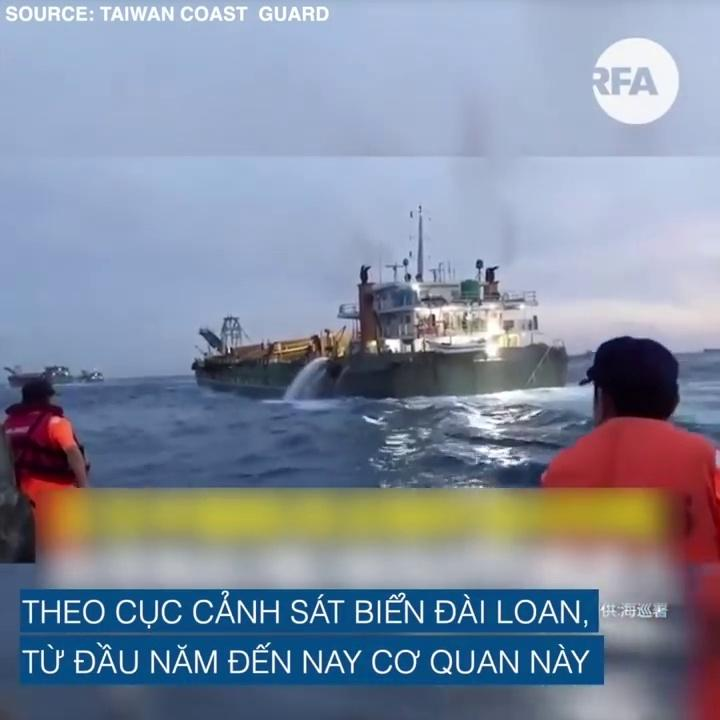 SOURCE: TAIWAN COAST GUARD
RFA
THEO CỤC CẢNH SÁT BIỂN ĐÀI LOAN,
供:海巡署
TỪ ĐẦU NĂM ĐẾN NAY CƠ QUAN NÀY